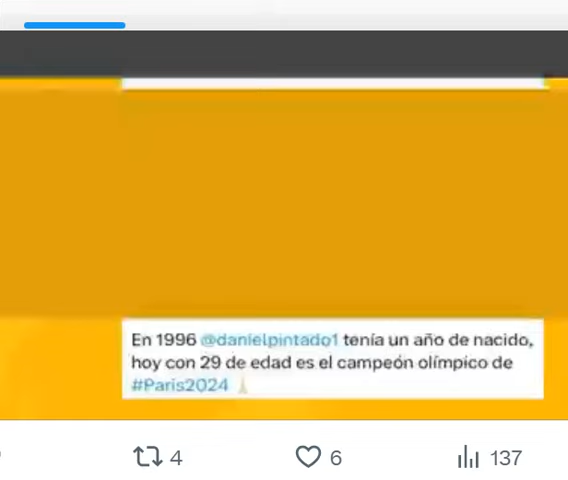 En 1996 @danielpintado1 tenía un año de nacido,
hoy con 29 de edad es el campeón olímpico de
#Paris2024
4 6 137